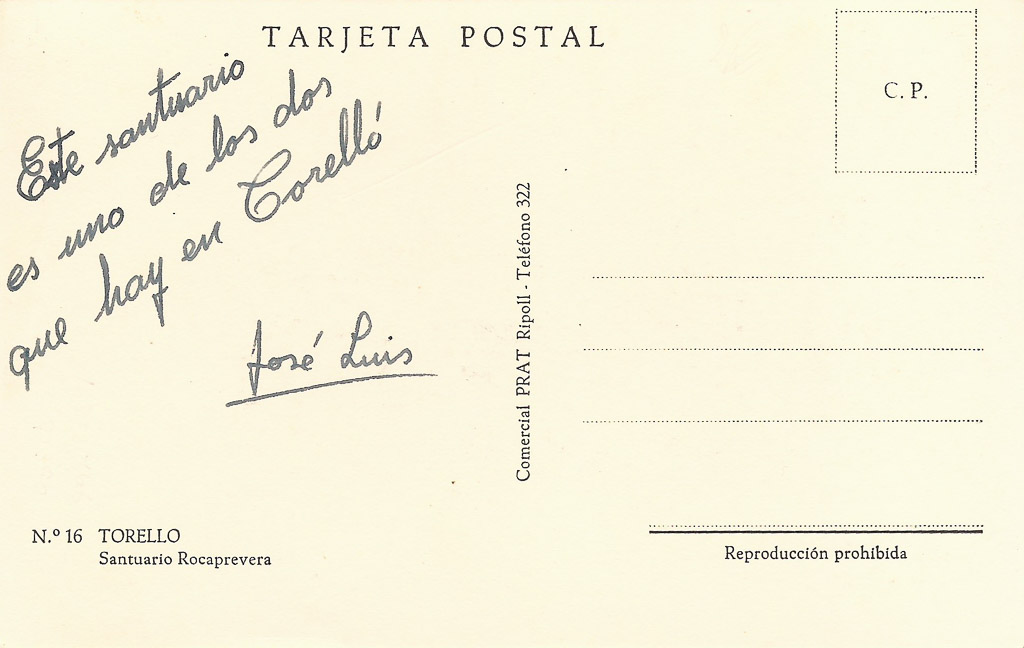 TARJETA POSTAL
C. P.
Este santuario
es uno de los dos
que hay en Torelló
José Luis
Comercial PRAT Ripoll - Teléfono 322
N.º 16 TORELLO
Santuario Rocaprevera
Reproducción prohibida